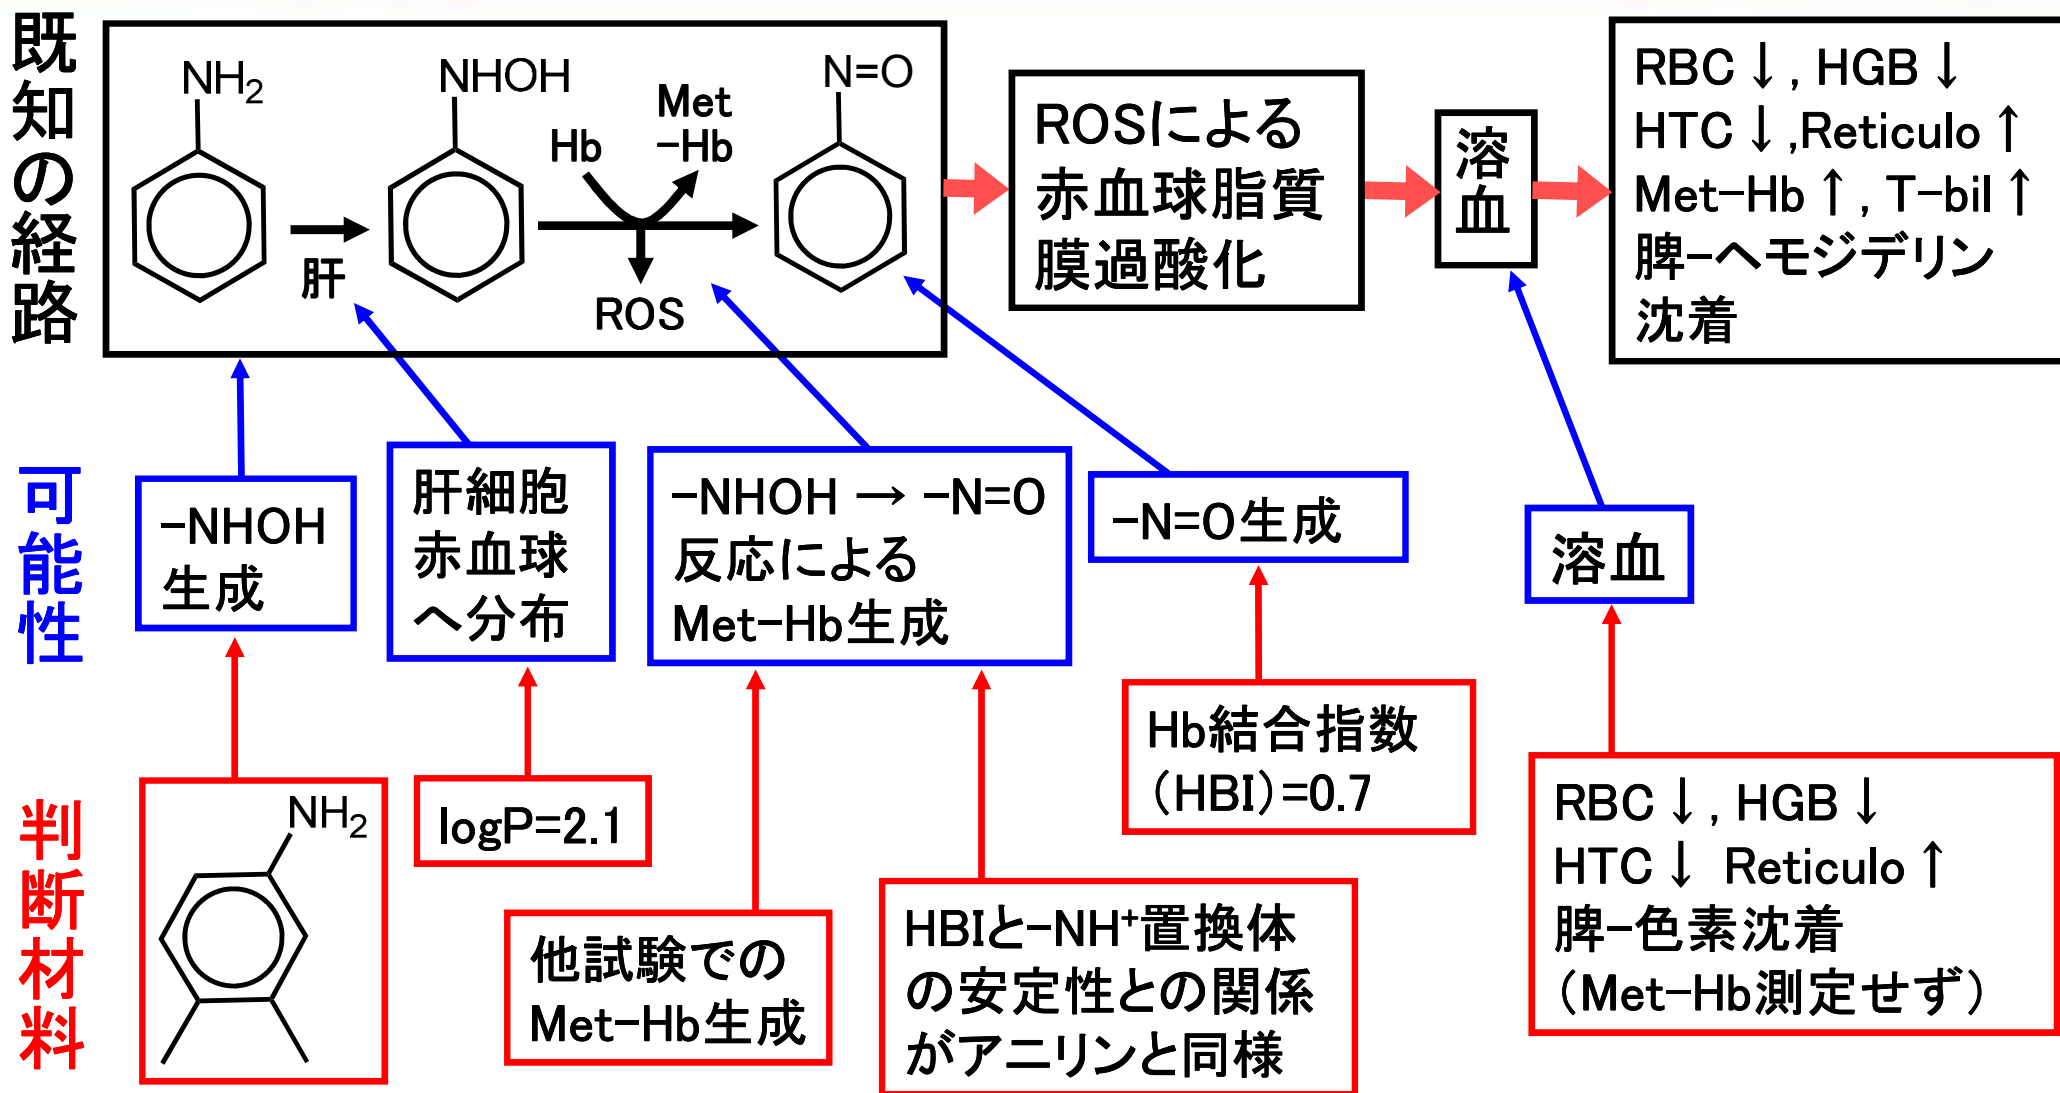 既知の経路
NH2
NHOH
N=O
Hb
Met
-Hb
肝
ROS
ROSによる
赤血球脂質
膜過酸化
溶血
RBC↓, HGB↓
HTC↓,Reticulo↑
Met-Hb↑, T-bil↑
脾-ヘモジデリン
沈着
可能性
-NHOH
生成
肝細胞
赤血球
へ分布
-NHOH → -N=O
反応による
Met-Hb生成
-N=O生成
溶血
判断材料
NH2
logP=2.1
他試験での
Met-Hb生成
HBIと-NH⁺置換体
の安定性との関係
がアニリンと同様
Hb結合指数
(HBI)=0.7
RBC↓, HGB↓
HTC↓ Reticulo↑
脾-色素沈着
(Met-Hb測定せず)